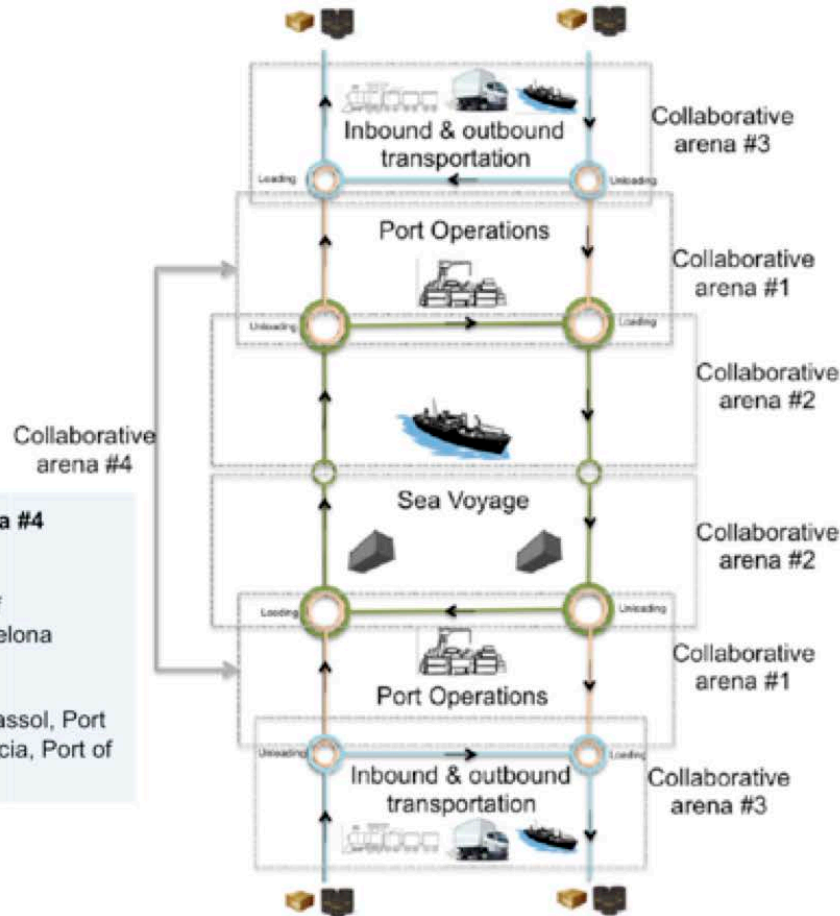 Inbound & outbound
transportation
Collaborative
arena #3
Loading
Unloading
Port Operations
Collaborative
arena #1
Unloading
Loading
Collaborative
arena #2
Collaborative
arena #4
Sea Voyage
a #4
elona
assol, Port
cia, Port of
Collaborative
arena #2
Loading
Unloading
Port Operations
Collaborative
arena #1
Unloading
Loading
Inbound & outbound
transportation
Collaborative
arena #3